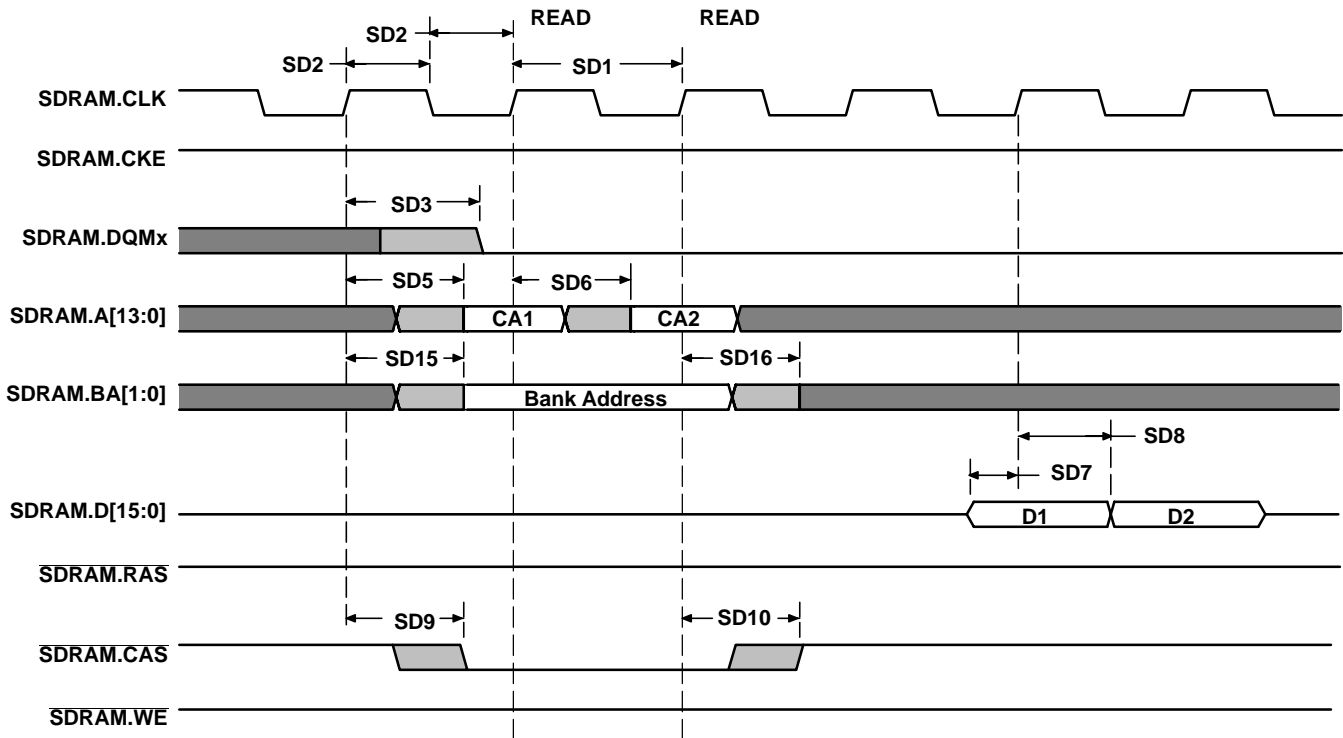 READ READ
SD2
SD2 SD1
SDRAM.CLK
SDRAM.CKE
SD3
SDRAM.DQMx
SD5 SD6
SDRAM.A[13:0] CA1 CA2
SD15 SD16
SDRAM.BA[1:0] Bank Address
SD8
SD7
SDRAM.D[15:0] D1 D2
SDRAM.RAS
SD9 SD10
SDRAM.CAS
SDRAM.WE